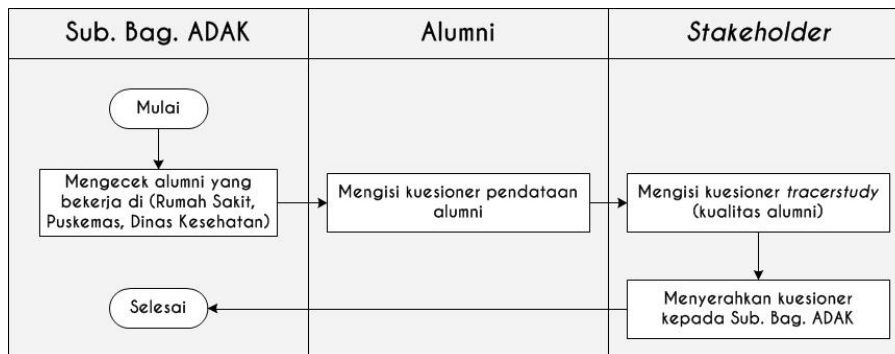 Sub. Bag. ADAK
Alumni
Stakeholder
Mulai
Mengecek alumni yang
bekerja di (Rumah Sakit,
Puskemas, Dinas Kesehatan)
Mengisi kuesioner pendataan
alumni
Mengisi kuesioner tracerstudy
(kualitas alumni)
Selesai
Menyerahkan kuesioner
kepada Sub. Bag. ADAK